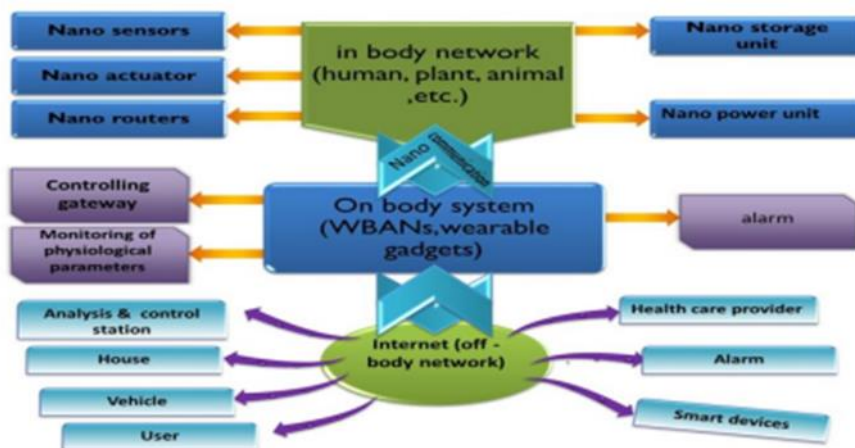 Nano sensors
Nano actuator
Nano routers
in body network
(human, plant, animal
,etc.)
Nano storage
unit
Nano power unit
Nano
communication
Controlling
gateway
Monitoring of
physiological
parameters
On body system
(WBANs,wearable
gadgets)
alarm
Analysis & control
station
House
Vehicle
User
Internet (off -
body network)
Health care provider
Alarm
Smart devices